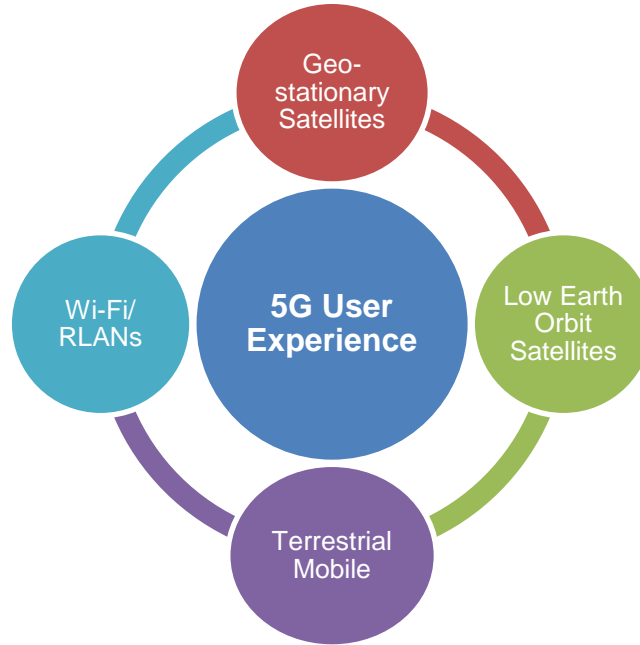 Geo-
stationary
Satellites
Wi-Fi/
RLANs
5G User
Experience
Low Earth
Orbit
Satellites
Terrestrial
Mobile